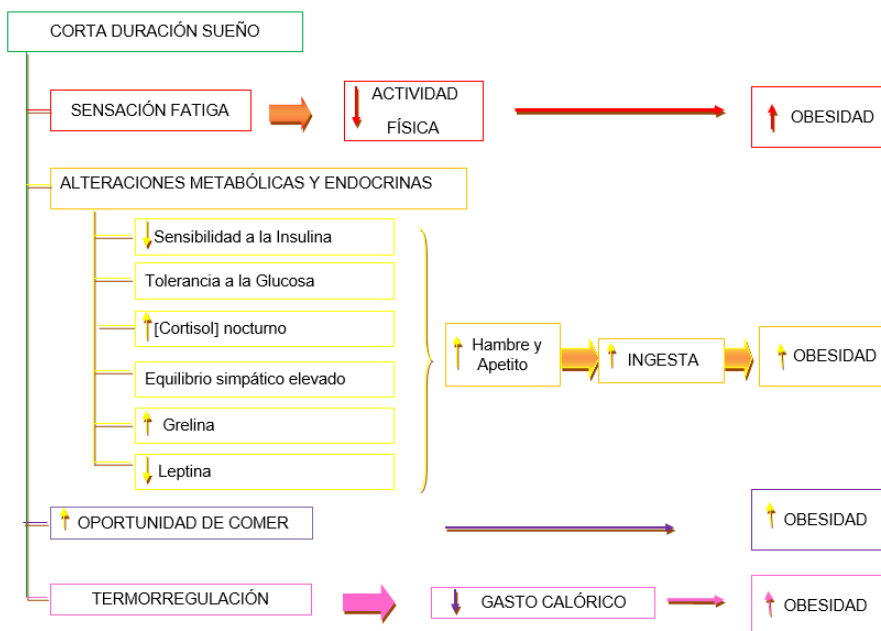 CORTA DURACIÓN SUEÑO
SENSACIÓN FATIGA
ACTIVIDAD
FÍSICA
OBESIDAD
ALTERACIONES METABÓLICAS Y ENDOCRINAS
Sensibilidad a la Insulina
Tolerancia a la Glucosa
[Cortisol] nocturno
Equilibrio simpático elevado
Grelina
Leptina
Hambre y
Apetito
INGESTA
OBESIDAD
OPORTUNIDAD DE COMER
OBESIDAD
TERMORREGULACIÓN
GASTO CALÓRICO
OBESIDAD